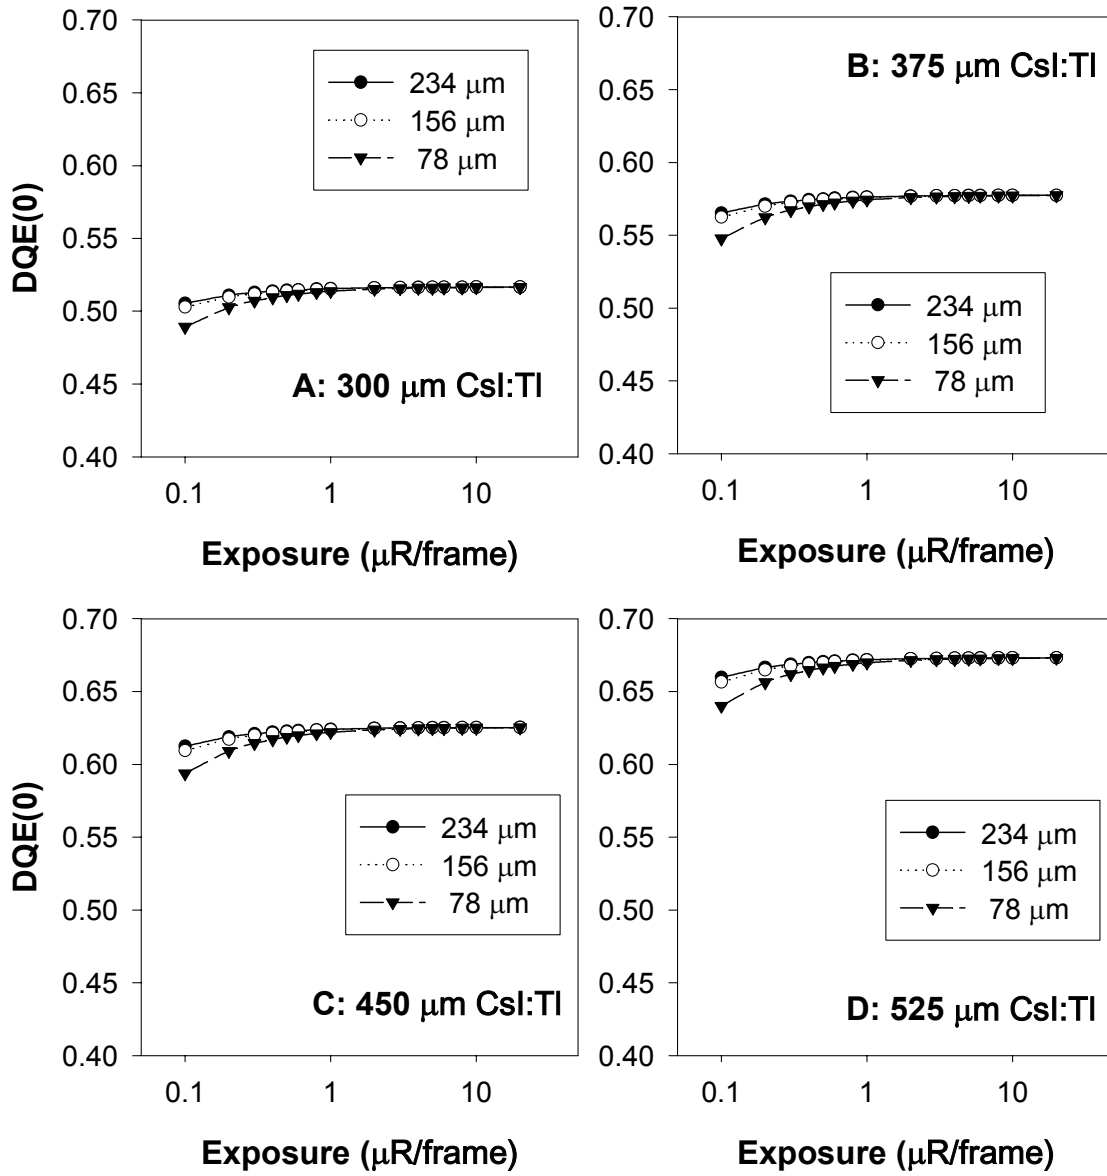 0.70
0.65
0.60
0.55
0.50
0.45
0.40
DQE(0)
234 μm
156 μm
78 μm
A: 300 μm CsI:Tl
0.1 1 10
Exposure (μR/frame)
0.70
0.65
0.60
0.55
0.50
0.45
0.40
B: 375 μm CsI:Tl
234 μm
156 μm
78 μm
0.1 1 10
Exposure (μR/frame)
0.70
0.65
0.60
0.55
0.50
0.45
0.40
DQE(0)
234 μm
156 μm
78 μm
C: 450 μm CsI:Tl
0.1 1 10
Exposure (μR/frame)
0.70
0.65
0.60
0.55
0.50
0.45
0.40
234 μm
156 μm
78 μm
D: 525 μm CsI:Tl
0.1 1 10
Exposure (μR/frame)